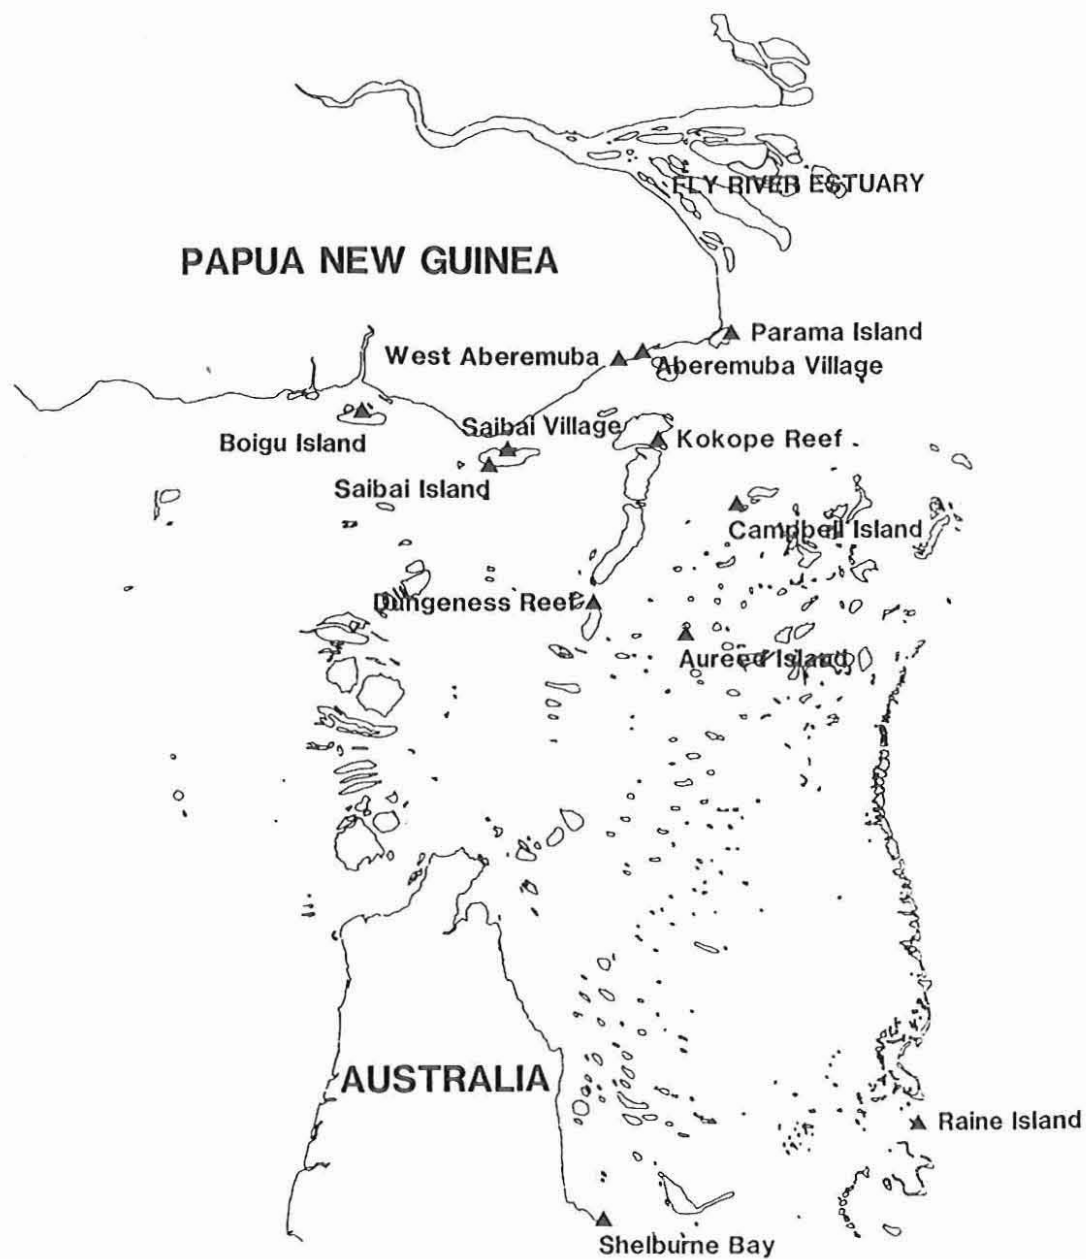 FLY RIVER ESTUARY
PAPUA NEW GUINEA
Parama Island
West Aberemuba
Aberemuba Village
Saibai Village
Boigu Island
Kokope Reef
Saibai Island
Campbell Island
Dungeness Reef
Aureed Island
AUSTRALIA
Raine Island
Shelburne Bay